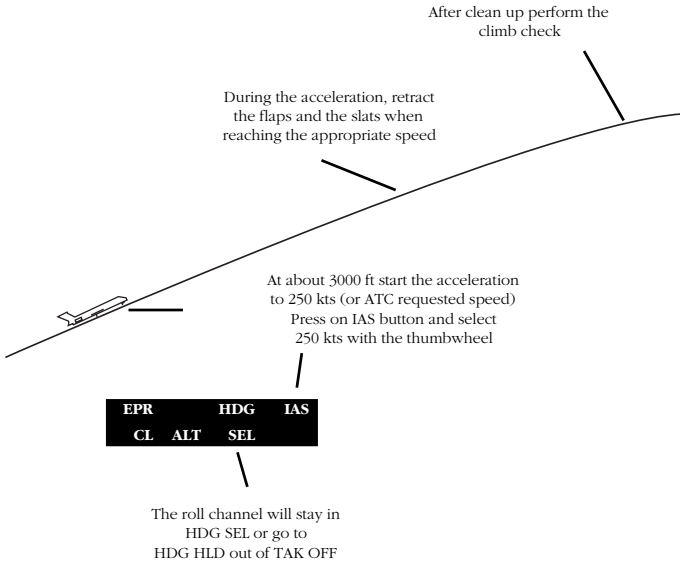 After clean up perform the
climb check
During the acceleration, retract
the flaps and the slats when
reaching the appropriate speed
At about 3000 ft start the acceleration
to 250 kts (or ATC requested speed)
Press on IAS button and select
250 kts with the thumbwheel
EPR HDG IAS
CL ALT SEL
The roll channel will stay in
HDG SEL or go to
HDG HLD out of TAK OFF